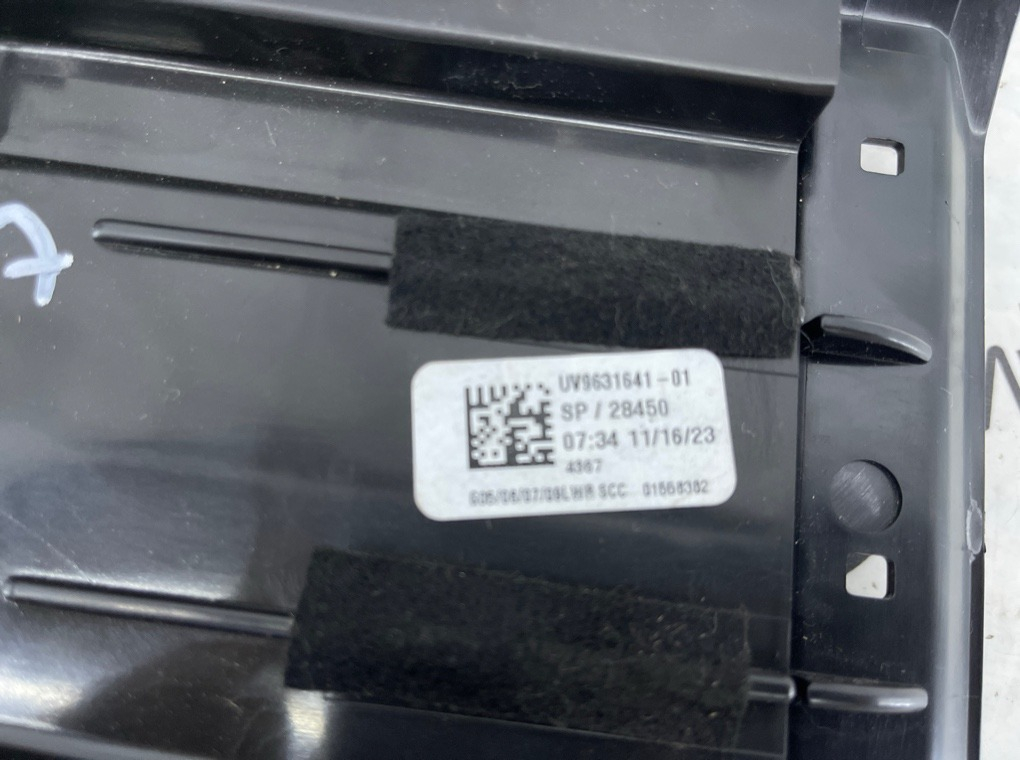 UV9631641-01
SP / 28450
07:34 11/16/23
4367
G05/06/07/09LWR SCC 01568382